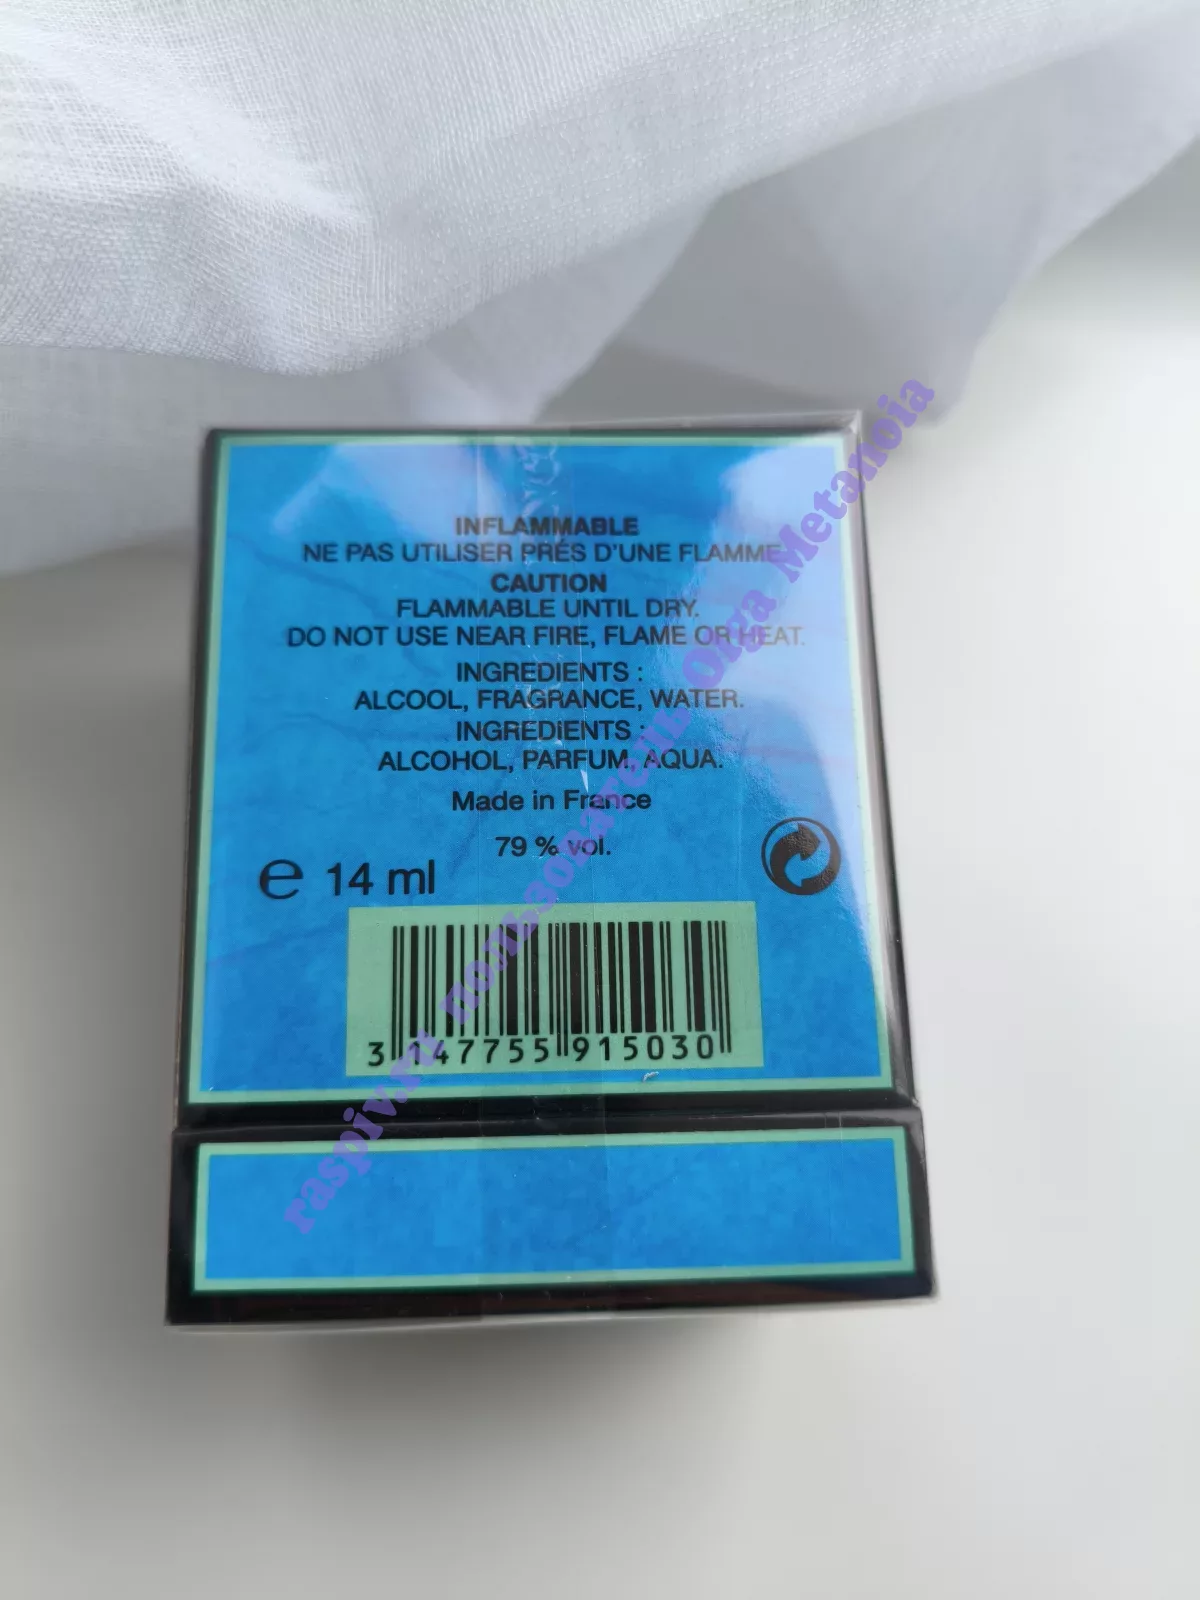 INFLAMMABLE
NE PAS UTILISER PRÉS D'UNE FLAMME
CAUTION
FLAMMABLE UNTIL DRY.
DO NOT USE NEAR FIRE, FLAME OR HEAT.
INGREDIENTS :
ALCOOL, FRAGRANCE, WATER.
INGREDIENTS :
ALCOHOL, PARFUM, AQUA.
Made in France
79 % vol.
e 14 ml
3 147755 915030
raspiv.ru пользователь Olga Metanoia